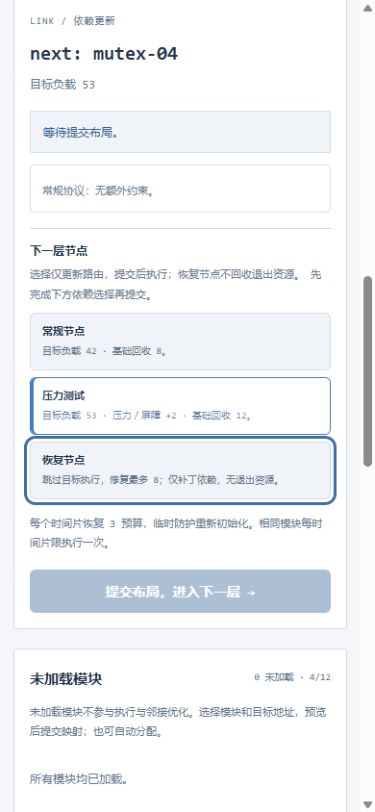 LINK / 依赖更新
next: mutex-04
目标负载 53
等待提交布局。
常规协议：无额外约束。
下一层节点
选择仅更新路由，提交后执行；恢复节点不回收退出资源。 先
完成下方依赖选择再提交。
常规节点
目标负载 42 · 基础回收 8。
压力测试
目标负载 53 · 压力/屏障 +2 · 基础回收 12。
恢复节点
跳过目标执行，修复最多 8；仅补丁依赖，无退出资源。
每个时间片恢复 3 预算，临时防护重新初始化。相同模块每时
间片限执行一次。
提交布局，进入下一层 →
未加载模块
0 未加载 · 4/12
未加载模块不参与执行与邻接优化。选择模块和目标地址，预览
后提交映射；也可自动分配。
所有模块均已加载。